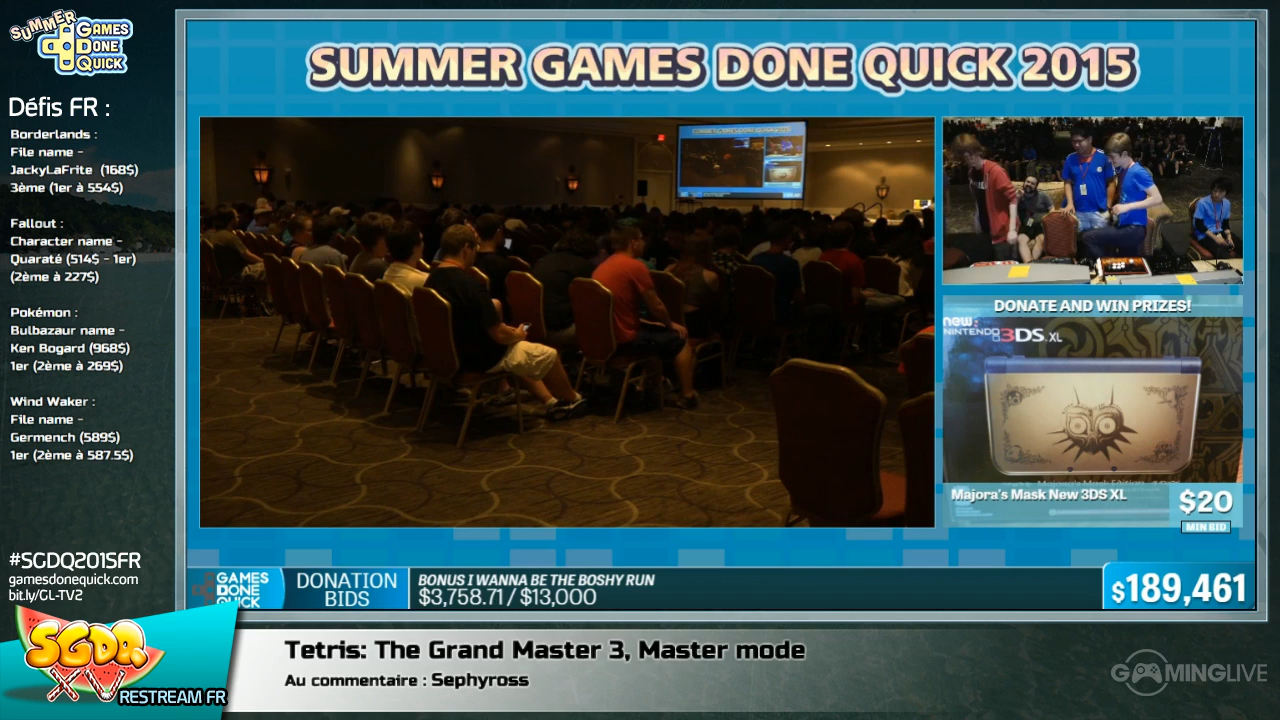 SUMMER
GAMES
DONE
QUICK
Défis FR :
Borderlands :
File name -
JackyLaFrite (168$)
3ème (1er à 554$)
Fallout :
Character name -
Quaraté (514$ - 1er)
(2ème à 227$)
Pokémon :
Bulbazaur name -
Ken Bogard (968$)
1er (2ème à 269$)
Wind Waker :
File name -
Germench (589$)
1er (2ème à 587.5$)
#SGDQ2015FR
gamesdonequick.com
bit.ly/GL-TV2
SGDQ
XV
RESTREAM FR
SUMMER GAMES DONE QUICK 2015
DONATE AND WIN PRIZES!
new
NINTENDO 3DS XL
Majora's Mask New 3DS XL
$20
MIN BID
GAMES
DONE
QUICK
DONATION
BIDS
BONUS I WANNA BE THE BOSHY RUN
$3,758.71 / $13,000
$189,461
Tetris: The Grand Master 3, Master mode
Au commentaire : Sephyross
GAMINGLIVE